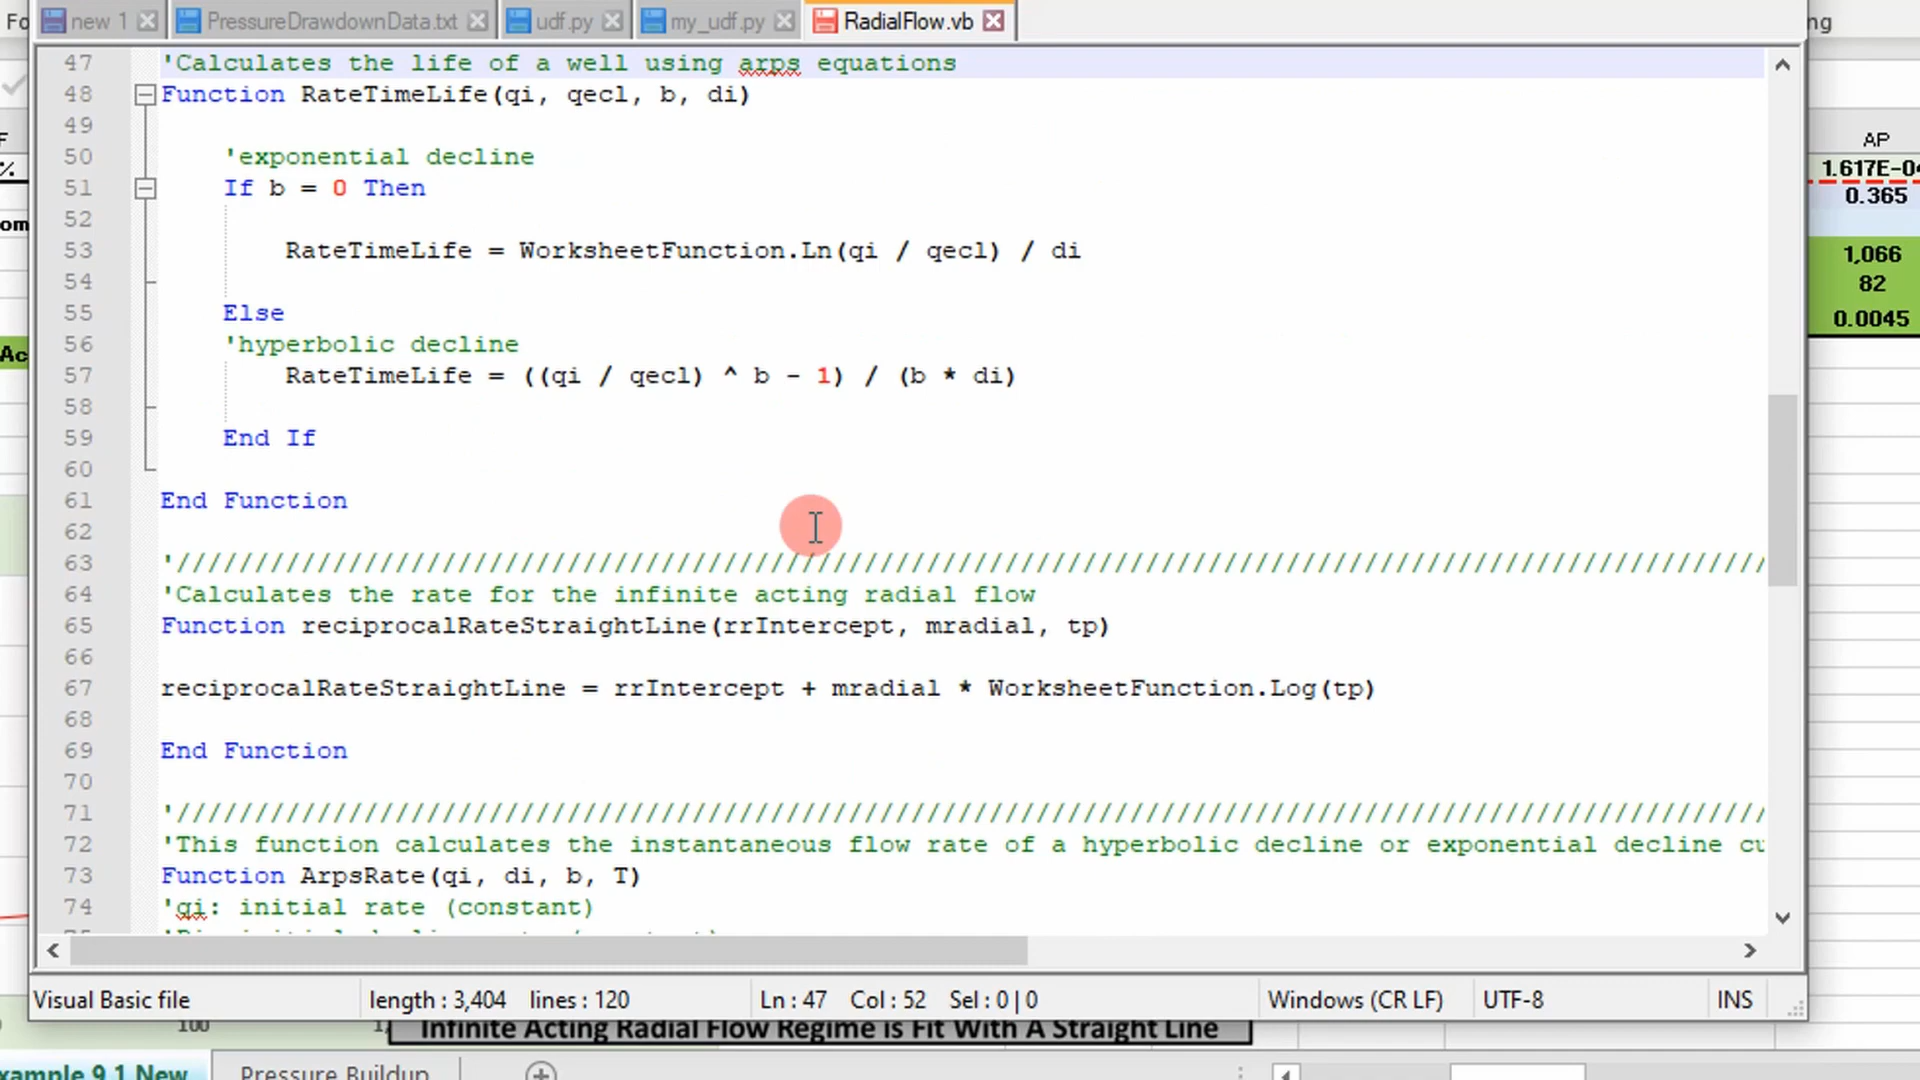 new 1 PressureDrawdownData.txt udf.py my_udf.py RadialFlow.vb
47 'Calculates the life of a well using arps equations
48 Function RateTimeLife(qi, qecl, b, di)
49
50 'exponential decline
51 If b = 0 Then
52
53 RateTimeLife = WorksheetFunction.Ln(qi / qecl) / di
54
55 Else
56 'hyperbolic decline
57 RateTimeLife = ((qi / qecl) ^ b - 1) / (b * di)
58
59 End If
60
61 End Function
62
63 '//////////////////////////////////////////////////////////////////////////////////////////////////////
64 'Calculates the rate for the infinite acting radial flow
65 Function reciprocalRateStraightLine(rrIntercept, mradial, tp)
66
67 reciprocalRateStraightLine = rrIntercept + mradial * WorksheetFunction.Log(tp)
68
69 End Function
70
71 '//////////////////////////////////////////////////////////////////////////////////////////////////////
72 'This function calculates the instantaneous flow rate of a hyperbolic decline or exponential decline cu
73 Function ArpsRate(qi, di, b, T)
74 'qi: initial rate (constant)
AP
1.617E-04
0.365
1,066
82
0.0045
Visual Basic file length : 3,404 lines : 120 Ln : 47 Col : 52 Sel : 0 | 0 Windows (CR LF) UTF-8 INS
100
Infinite Acting Radial Flow Regime is Fit With A Straight Line
xample 9.1 New Pressure Buildup